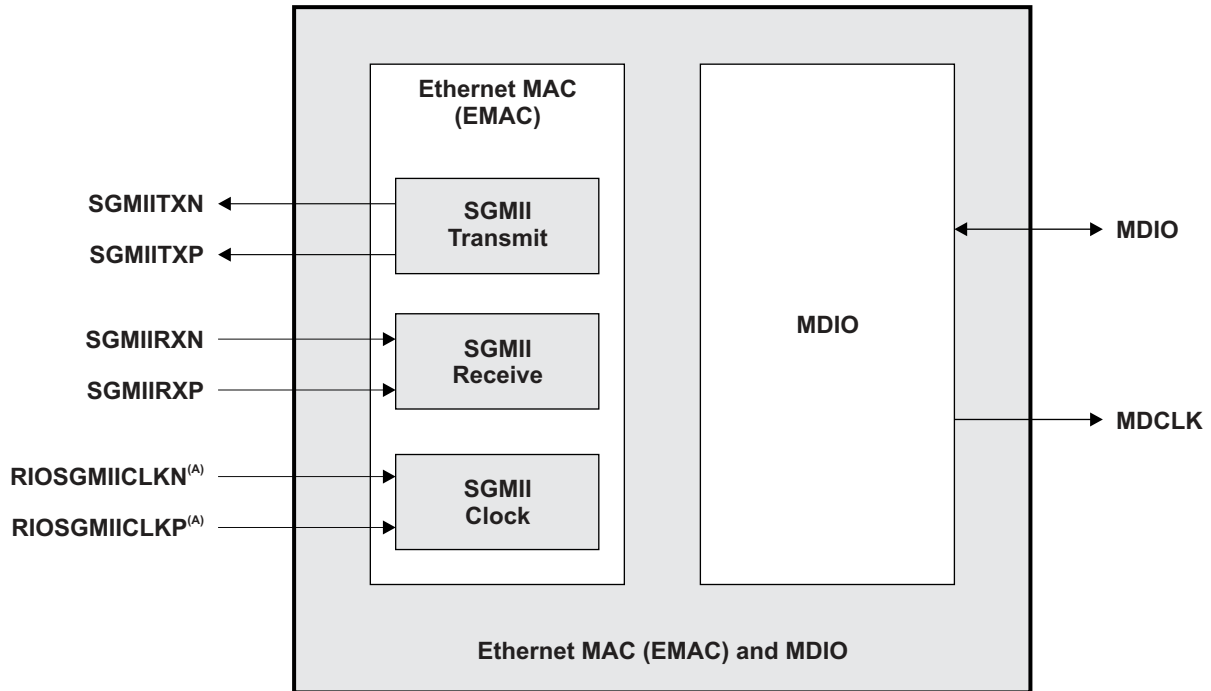 Ethernet MAC
(EMAC)
SGMII
Transmit
SGMII
Receive
SGMII
Clock
SGMIITXN
SGMIITXP
SGMIIRXN
SGMIIRXP
RIOSGMIICLKN(A)
RIOSGMIICLKP(A)
MDIO
MDIO
MDCLK
Ethernet MAC (EMAC) and MDIO